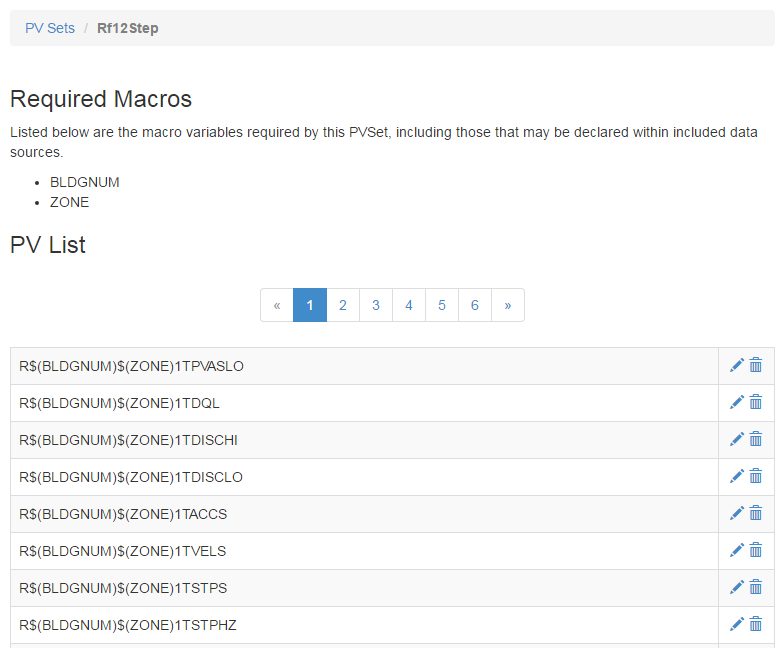 PV Sets / Rf12Step
Required Macros
Listed below are the macro variables required by this PVSet, including those that may be declared within included data
sources.
• BLDGNUM
• ZONE
PV List
« 1 2 3 4 5 6 »
R$(BLDGNUM)$(ZONE)1TPVASLO
R$(BLDGNUM)$(ZONE)1TDQL
R$(BLDGNUM)$(ZONE)1TDISCHI
R$(BLDGNUM)$(ZONE)1TDISCLO
R$(BLDGNUM)$(ZONE)1TACCS
R$(BLDGNUM)$(ZONE)1TVELS
R$(BLDGNUM)$(ZONE)1TSTPS
R$(BLDGNUM)$(ZONE)1TSTPHZ